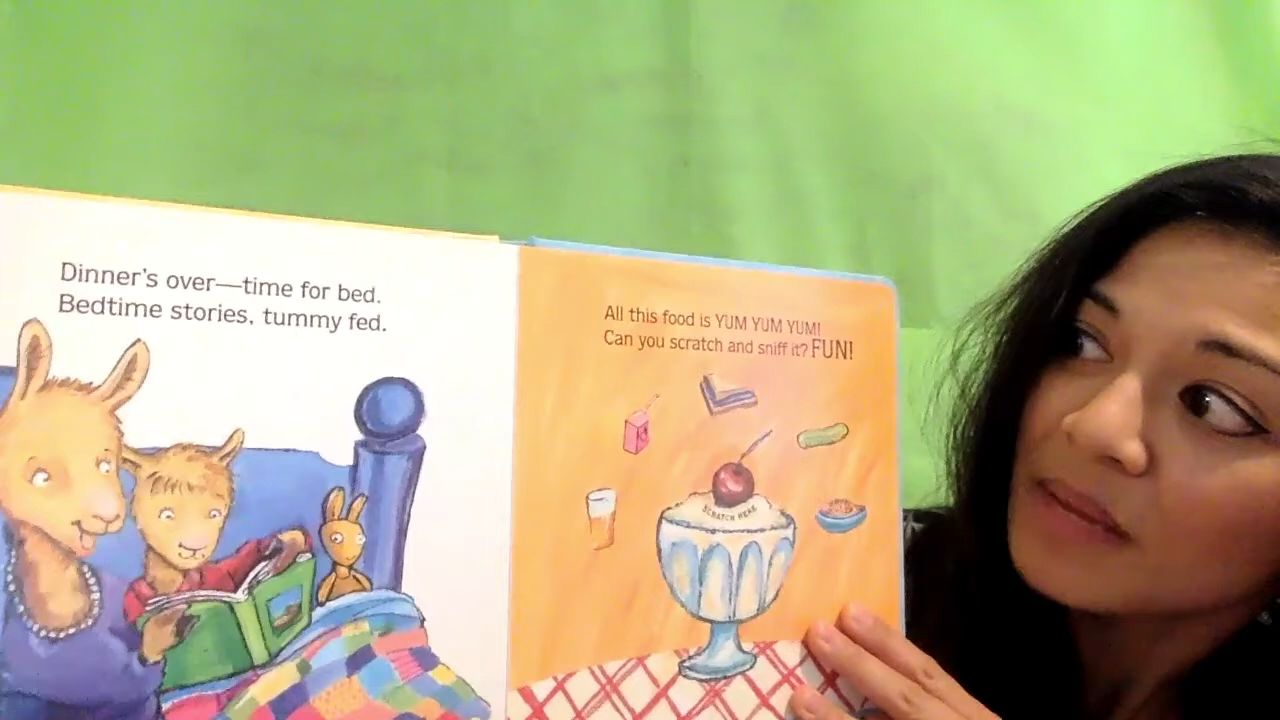 Dinner's over—time for bed.
Bedtime stories, tummy fed.
All this food is YUM YUM YUM!
Can you scratch and sniff it? FUN!
SCRATCH HERE